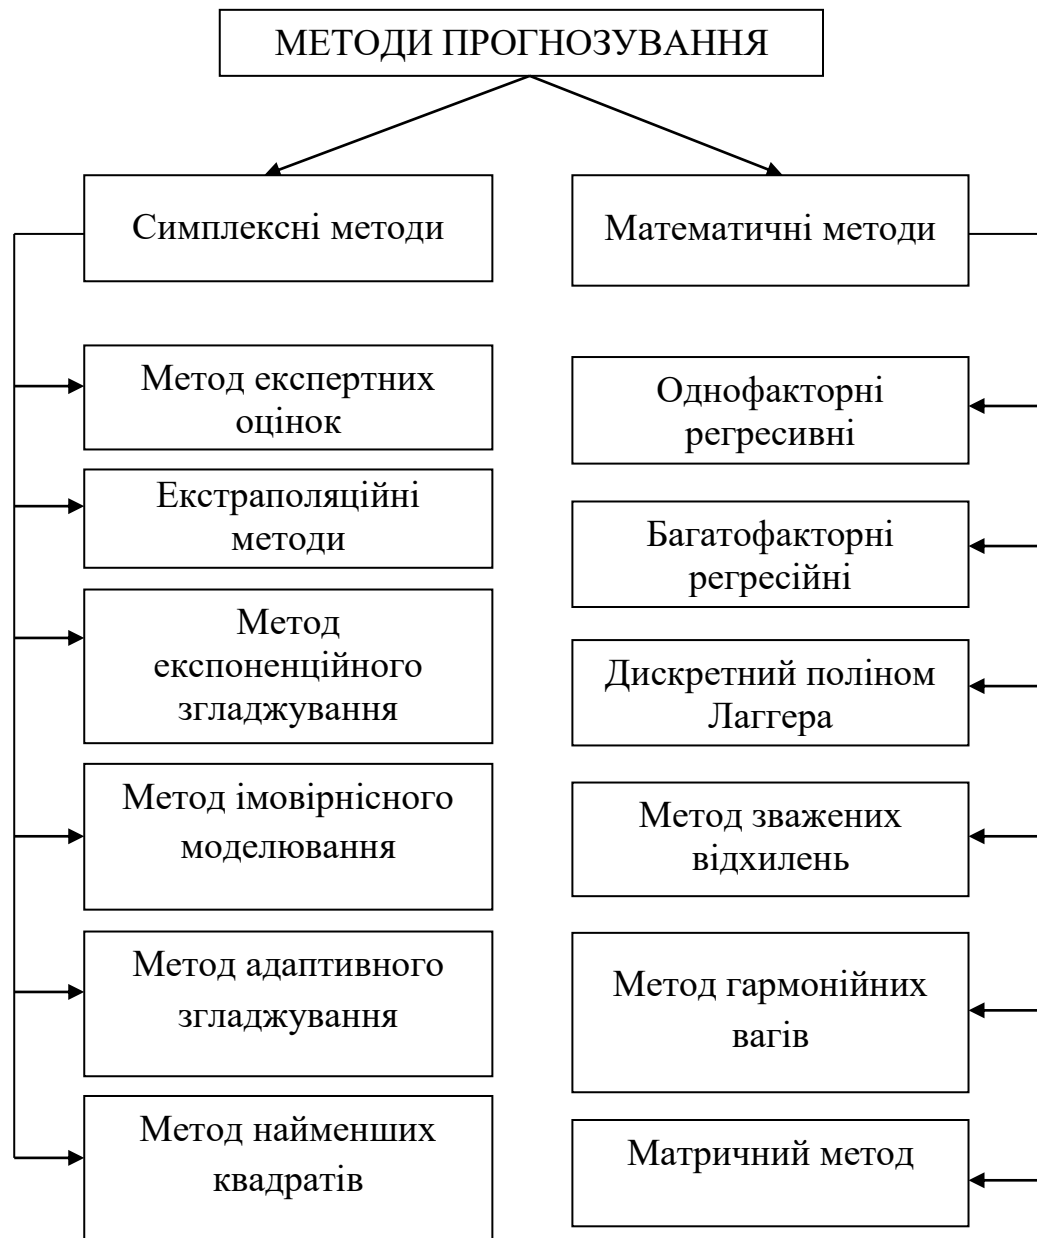 МЕТОДИ ПРОГНОЗУВАННЯ
Симплексні методи
Математичні методи
Метод експертних
оцінок
Екстраполяційні
методи
Метод
експоненційного
згладжування
Метод імовірнісного
моделювання
Метод адаптивного
згладжування
Метод найменших
квадратів
Однофакторні
регресивні
Багатофакторні
регресійні
Дискретний поліном
Лаггера
Метод зважених
відхилень
Метод гармонійних
вагів
Матричний метод